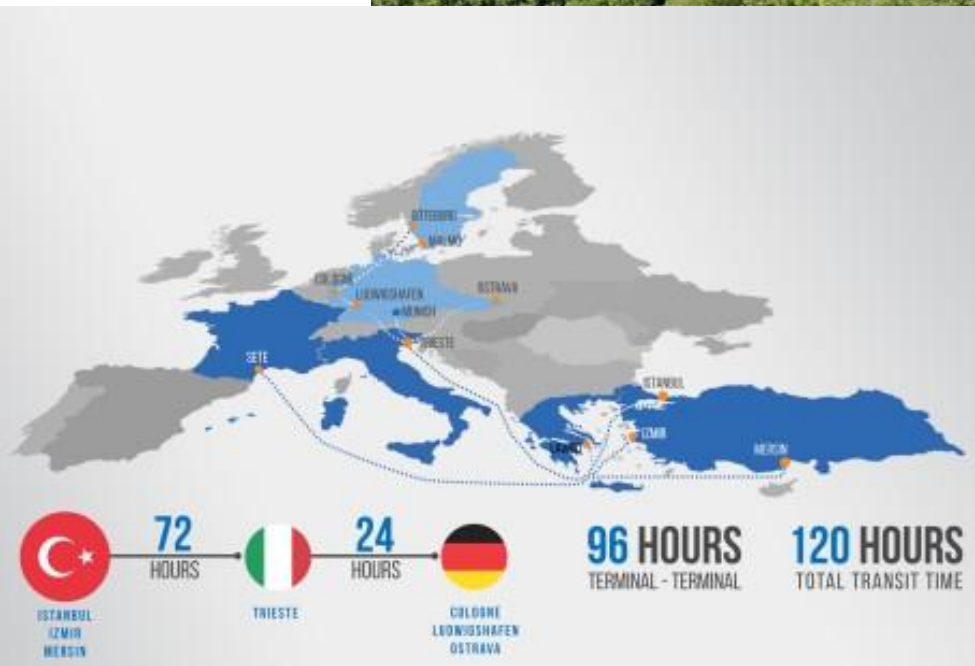 GÖTEBORG
MALMO
COLOGNE
LUDWIGSHAFEN
OSTRAVA
MUNICH
TRIESTE
SETE
ISTANBUL
IZMIR
MERSIN
72
HOURS
24
HOURS
96 HOURS
TERMINAL - TERMINAL
120 HOURS
TOTAL TRANSIT TIME
ISTANBUL
IZMIR
MERSIN
TRIESTE
COLOGNE
LUDWIGSHAFEN
OSTRAVA